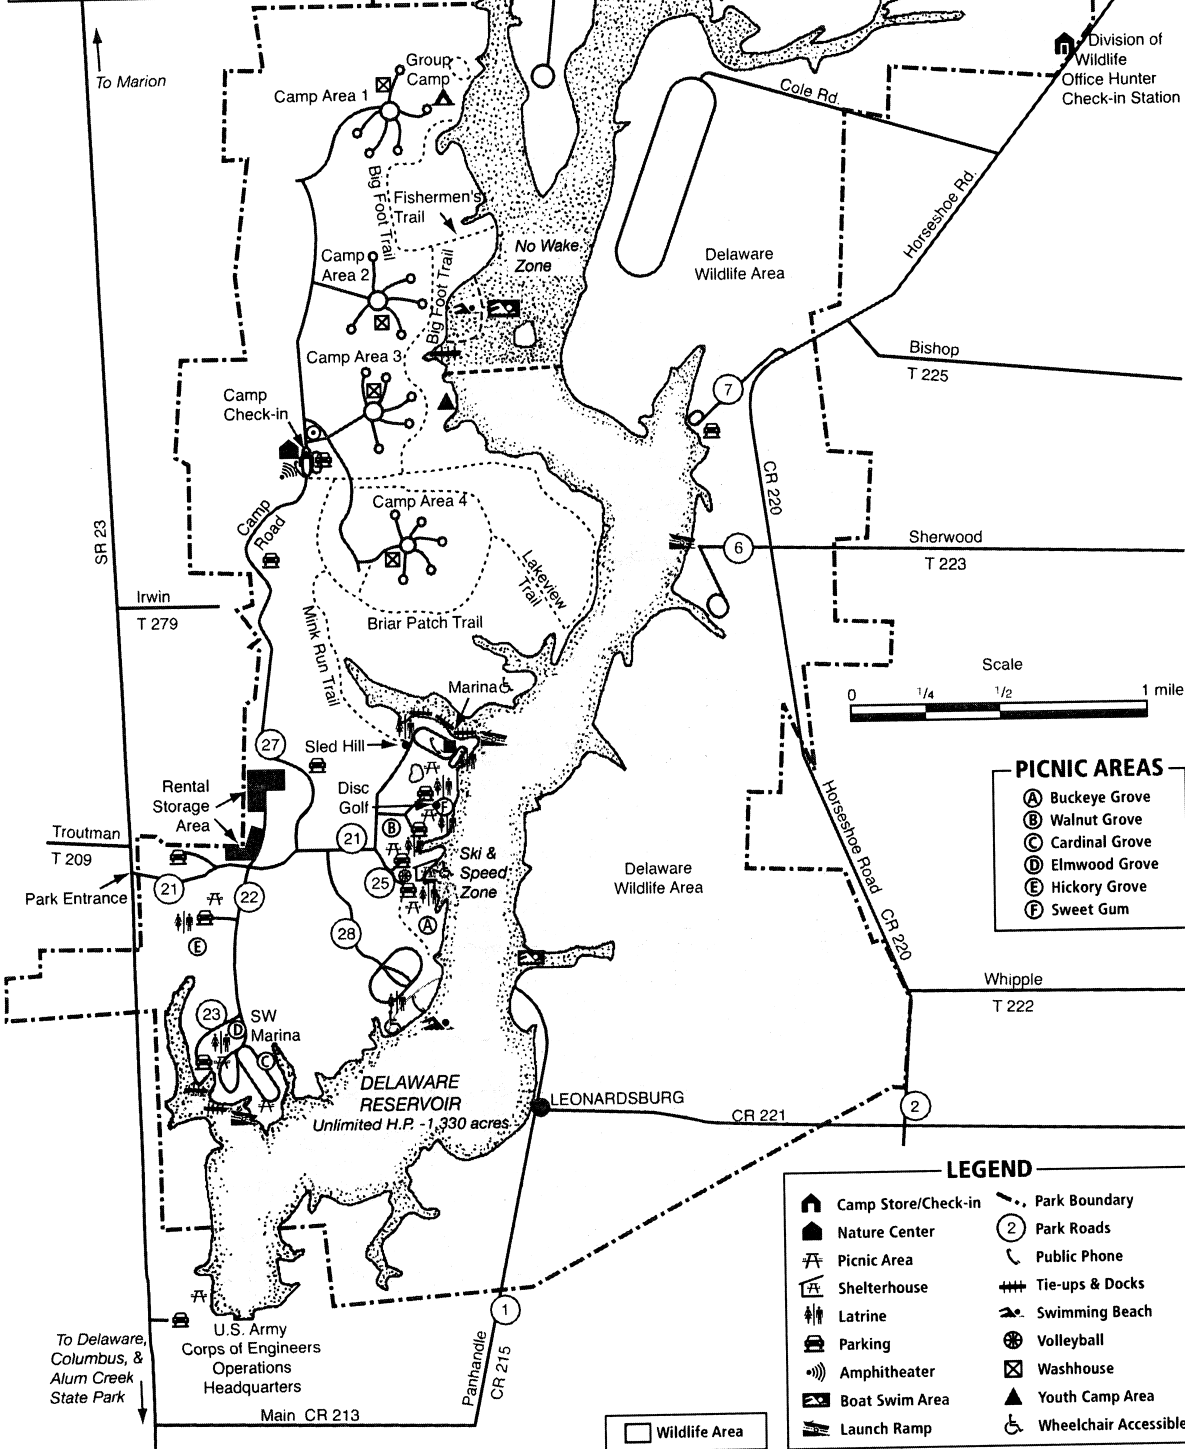 To Marion
Group
Camp
Camp Area 1
Cole Rd.
Division of
Wildlife
Office Hunter
Check-in Station
Big Foot Trail
Fishermen's
Trail
Horseshoe Rd.
No Wake
Zone
Delaware
Wildlife Area
Camp
Area 2
Big Foot Trail
Camp Area 3
Bishop
T 225
7
Camp
Check-in
CR 220
Camp
Road
Camp Area 4
SR 23
6
Sherwood
T 223
Lakeview
Trail
Irwin
T 279
Mink Run Trail
Briar Patch Trail
Scale
0 1/4 1/2 1 mile
Marina
27
Sled Hill
Rental
Storage
Area
Disc
Golf
F
B
Troutman
T 209
21
Ski &
Speed
Zone
Delaware
Wildlife Area
Horseshoe Road
CR 220
PICNIC AREAS
A Buckeye Grove
B Walnut Grove
C Cardinal Grove
D Elmwood Grove
E Hickory Grove
F Sweet Gum
Park Entrance
21
22
25
E
28
A
Whipple
T 222
23
D
SW
Marina
C
DELAWARE
RESERVOIR
Unlimited H.P. -1,330 acres
LEONARDSBURG
CR 221
2
LEGEND
Camp Store/Check-in
Nature Center
Picnic Area
Shelterhouse
Latrine
Parking
Amphitheater
Boat Swim Area
Launch Ramp
Park Boundary
2 Park Roads
Public Phone
Tie-ups & Docks
Swimming Beach
Volleyball
Washhouse
Youth Camp Area
Wheelchair Accessible
1
Panhandle
CR 215
U.S. Army
Corps of Engineers
Operations
Headquarters
To Delaware,
Columbus, &
Alum Creek
State Park
Main CR 213
Wildlife Area